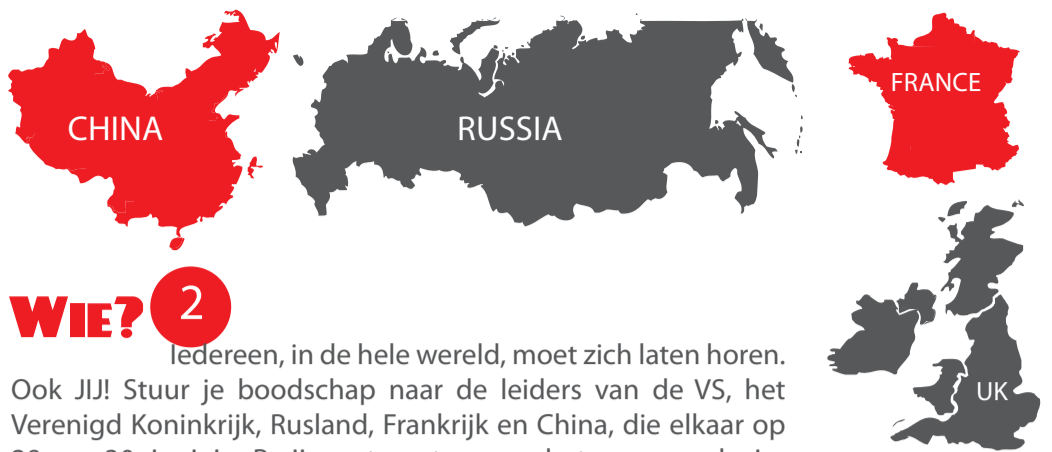 CHINA
RUSSIA
FRANCE
UK
WIE? 2
Iedereen, in de hele wereld, moet zich laten horen.
Ook JIJ! Stuur je boodschap naar de leiders van de VS, het
Verenigd Koninkrijk, Rusland, Frankrijk en China, die elkaar op